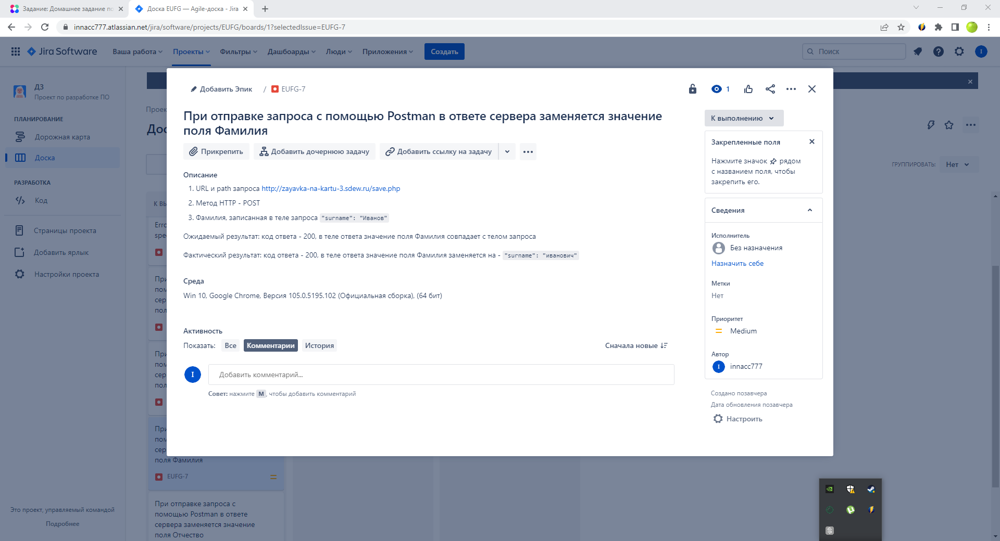 Задание: Домашнее задание по
Доска EUFG — Agile-доска - Jira
innacc777.atlassian.net/jira/software/projects/EUFG/boards/1?selectedIssue=EUFG-7
Jira Software
Ваша работа
Проекты
Фильтры
Дашборды
Люди
Приложения
Создать
Поиск
I
ДЗ
Проект по разработке ПО
ПЛАНИРОВАНИЕ
Дорожная карта
Доска
РАЗРАБОТКА
Код
Страницы проекта
Добавить ярлык
Настройки проекта
Это проект, управляемый командой
Подробнее
Проек
Дос
К ВЫ
Erro
spec
При
пом
сер
пол
При
пом
сер
пол
При
пом
сер
поля Фамилия
EUFG-7
При отправке запроса с
помощью Postman в ответе
сервера заменяется значение
поля Отчество
ГРУППИРОВАТЬ:
Нет
Добавить Эпик / EUFG-7
1
При отправке запроса с помощью Postman в ответе сервера заменяется значение
поля Фамилия
Прикрепить
Добавить дочернюю задачу
Добавить ссылку на задачу
Описание
1. URL и path запроса http://zayavka-na-kartu-3.sdew.ru/save.php
2. Метод HTTP - POST
3. Фамилия, записанная в теле запроса "surname": "Иванов"
Ожидаемый результат: код ответа - 200, в теле ответа значение поля Фамилия совпадает с телом запроса
Фактический результат: код ответа - 200, в теле ответа значение поля Фамилия заменяется на - "surname": "иванович"
Среда
Win 10, Google Chrome, Версия 105.0.5195.102 (Официальная сборка), (64 бит)
Активность
Показать:
Все
Комментарии
История
Сначала новые
I
Добавить комментарий...
Совет: нажмите M, чтобы добавить комментарий
К выполнению
Закрепленные поля
Нажмите значок рядом
с названием поля, чтобы
закрепить его.
Сведения
Исполнитель
Без назначения
Назначить себе
Метки
Нет
Приоритет
Medium
Автор
I
innacc777
Создано позавчера
Дата обновления позавчера
Настроить